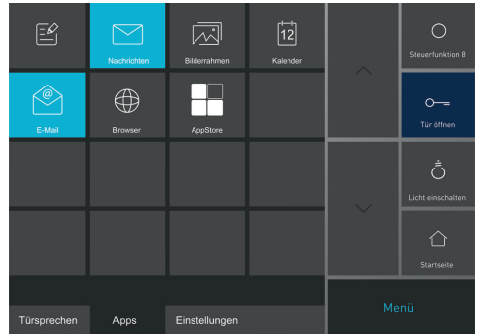 Nachrichten
Bilderrahmen
12
Kalender
Steuerfunktion 8
@
E-Mail
Browser
AppStore
Tür öffnen
Licht einschalten
Startseite
Türsprechen
Apps
Einstellungen
Menü